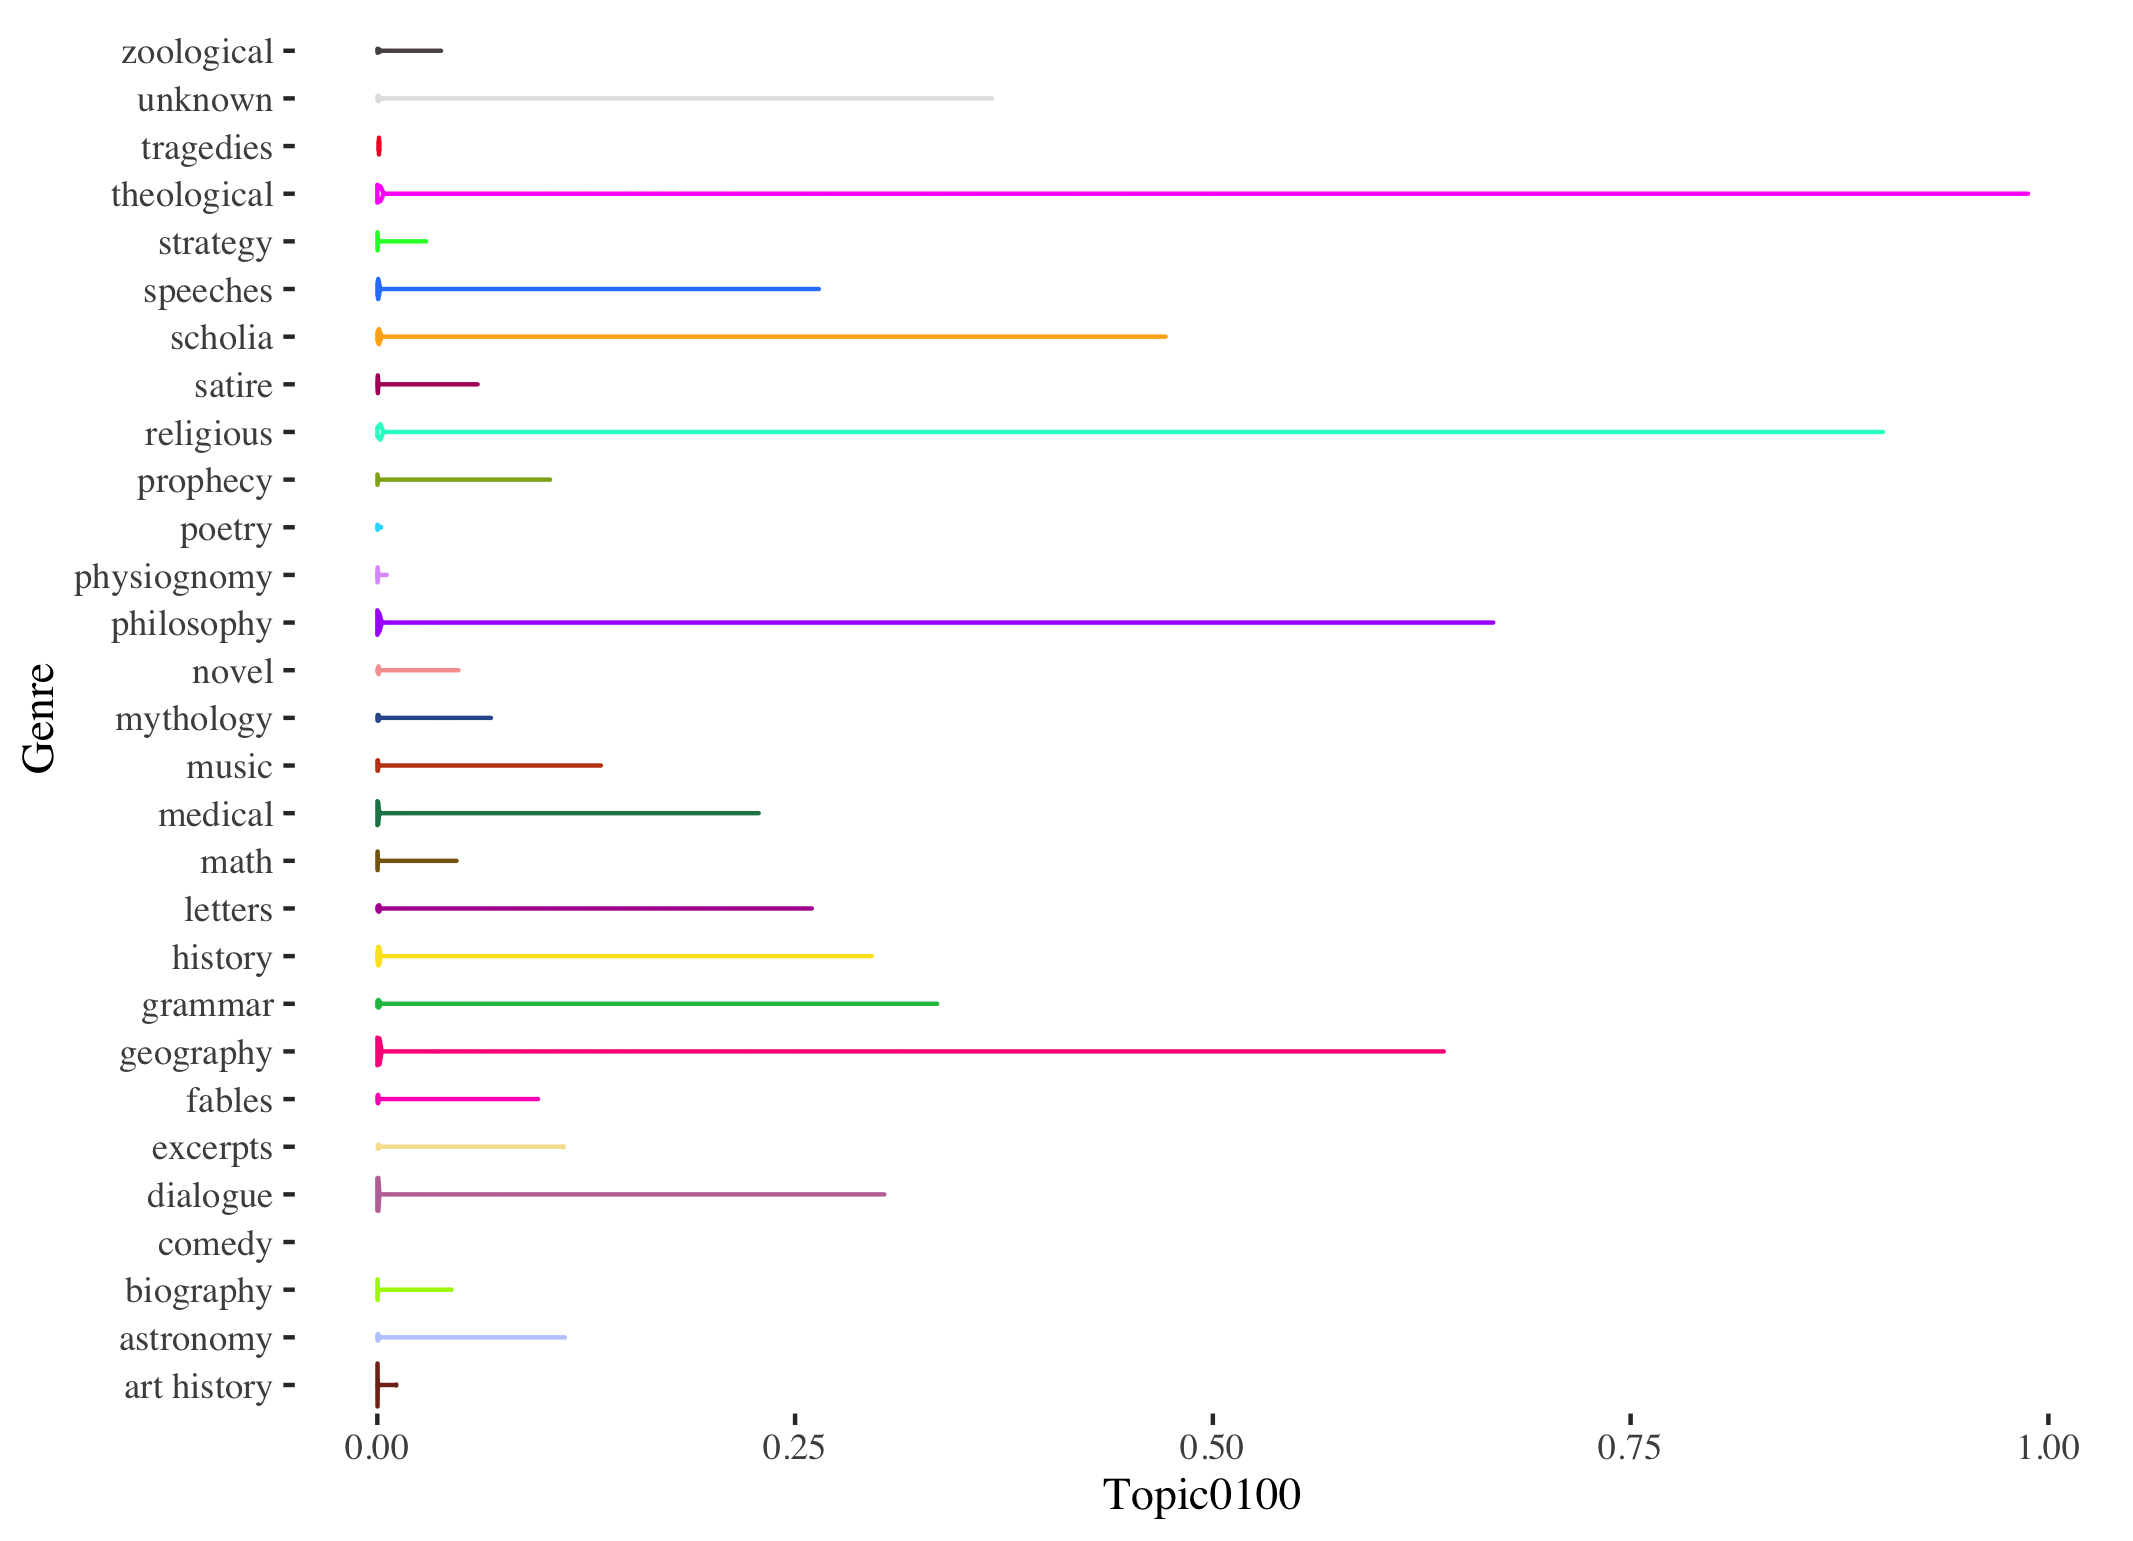 zoological
unknown
tragedies
theological
strategy
speeches
scholia
satire
religious
prophecy
poetry
physiognomy
philosophy
novel
mythology
music
medical
math
letters
history
grammar
geography
fables
excerpts
dialogue
comedy
biography
astronomy
art history
Genre
0.00 0.25 0.50 0.75 1.00
Topic0100